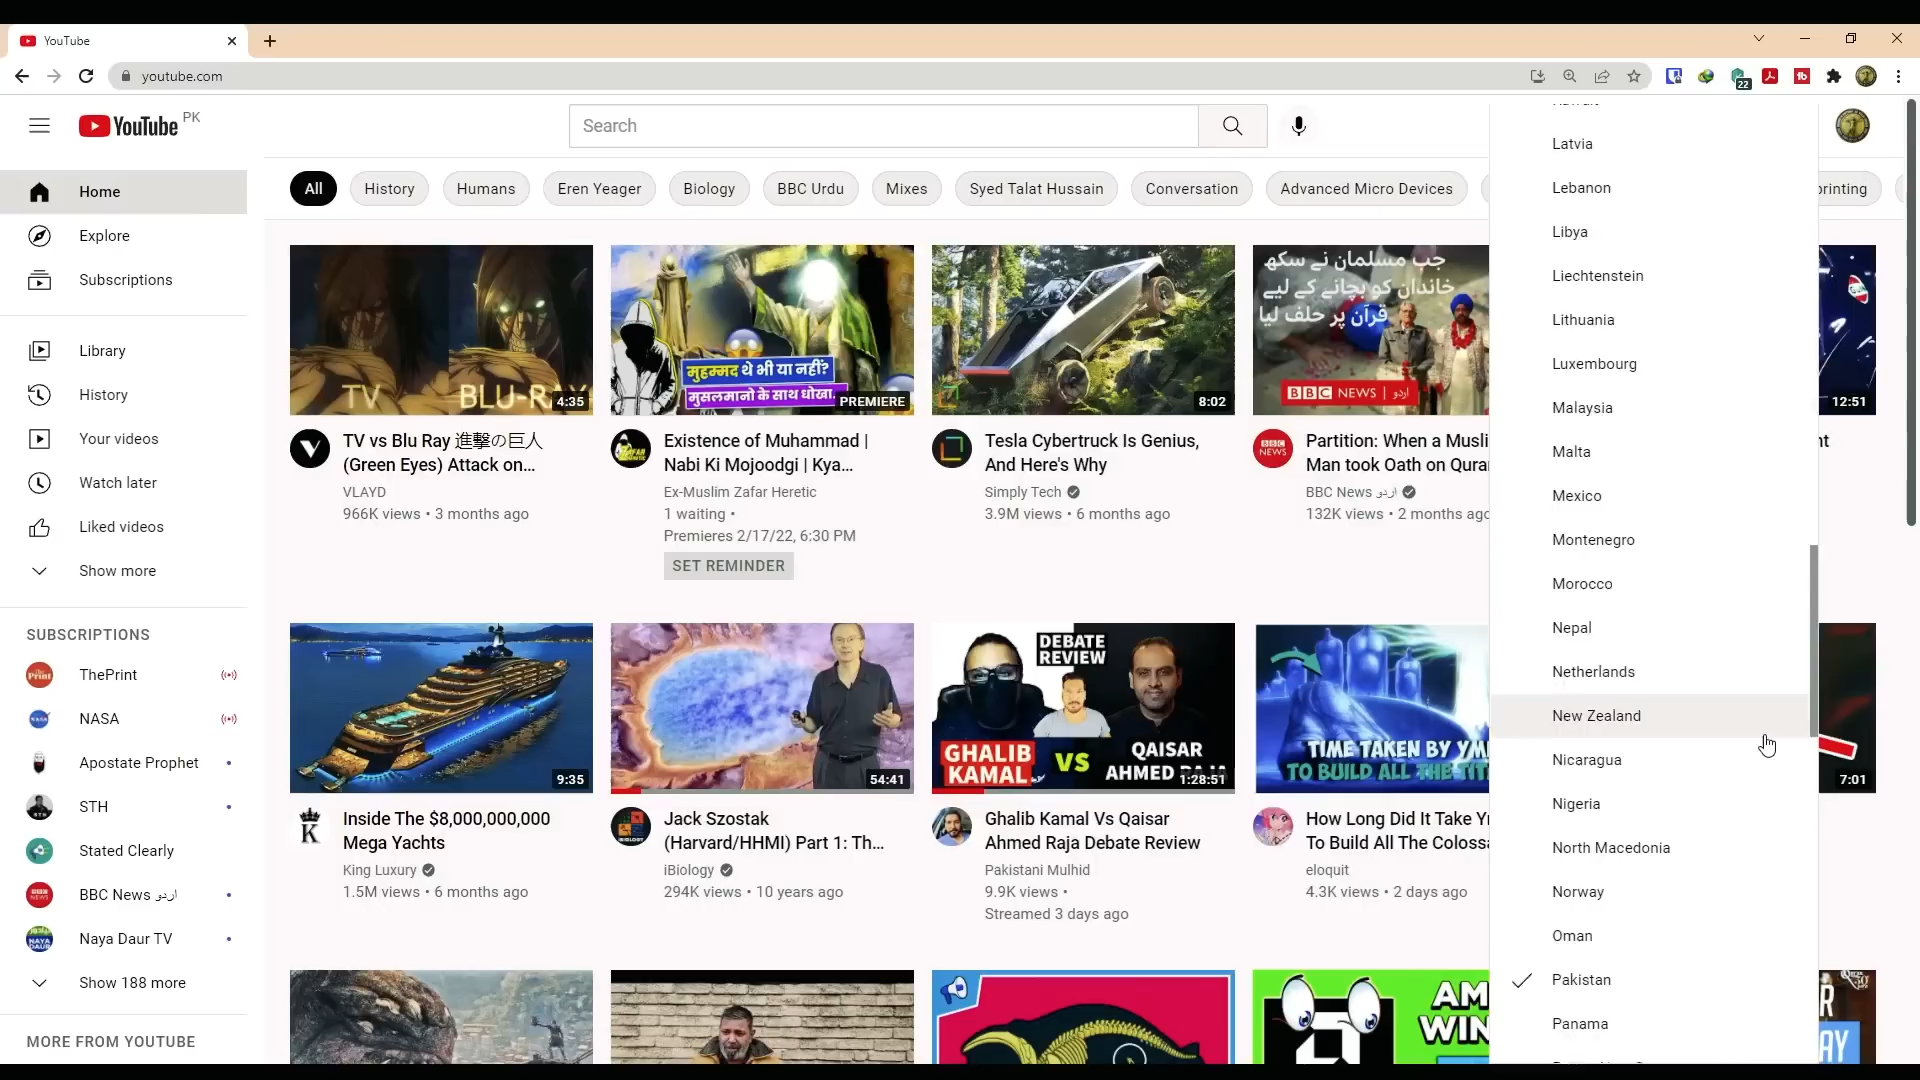 YouTube
youtube.com
22
YouTube PK
Search
All
History
Humans
Eren Yeager
Biology
BBC Urdu
Mixes
Syed Talat Hussain
Conversation
Advanced Micro Devices
printing
Home
Explore
Subscriptions
Library
History
Your videos
Watch later
Liked videos
Show more
SUBSCRIPTIONS
ThePrint
NASA
Apostate Prophet
STH
Stated Clearly
BBC News اردو
Naya Daur TV
Show 188 more
MORE FROM YOUTUBE
TV
BLU-RAY
4:35
TV vs Blu Ray 進撃の巨人
(Green Eyes) Attack on...
VLAYD
966K views • 3 months ago
मुहम्मद थे भी या नहीं?
मुसलमानो के साथ धोखा.
PREMIERE
Existence of Muhammad |
Nabi Ki Mojoodgi | Kya...
Ex-Muslim Zafar Heretic
1 waiting •
Premieres 2/17/22, 6:30 PM
SET REMINDER
8:02
Tesla Cybertruck Is Genius,
And Here's Why
Simply Tech
3.9M views • 6 months ago
جب مسلمان نے سکھ
خاندان کو بچانے کے لیے
قرآن پر حلف لیا
BBC NEWS | اردو
Partition: When a Musli
Man took Oath on Qura
BBC News اردو
132K views • 2 months ago
12:51
nt
9:35
Inside The $8,000,000,000
Mega Yachts
King Luxury
1.5M views • 6 months ago
54:41
Jack Szostak
(Harvard/HHMI) Part 1: Th...
iBiology
294K views • 10 years ago
DEBATE
REVIEW
GHALIB
KAMAL
VS
QAISAR
AHMED RAJA
1:28:51
Ghalib Kamal Vs Qaisar
Ahmed Raja Debate Review
Pakistani Mulhid
9.9K views •
Streamed 3 days ago
TIME TAKEN BY YMI
TO BUILD ALL THE TIT
How Long Did It Take Y
To Build All The Coloss
eloquit
4.3K views • 2 days ago
7:01
AM
WIN
AY
Latvia
Lebanon
Libya
Liechtenstein
Lithuania
Luxembourg
Malaysia
Malta
Mexico
Montenegro
Morocco
Nepal
Netherlands
New Zealand
Nicaragua
Nigeria
North Macedonia
Norway
Oman
Pakistan
Panama